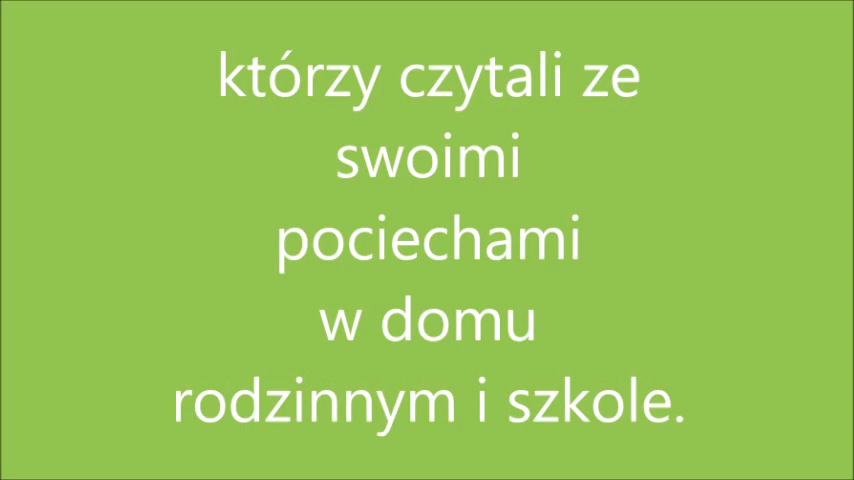 którzy czytali ze
swoimi
pociechami
w domu
rodzinnym i szkole.